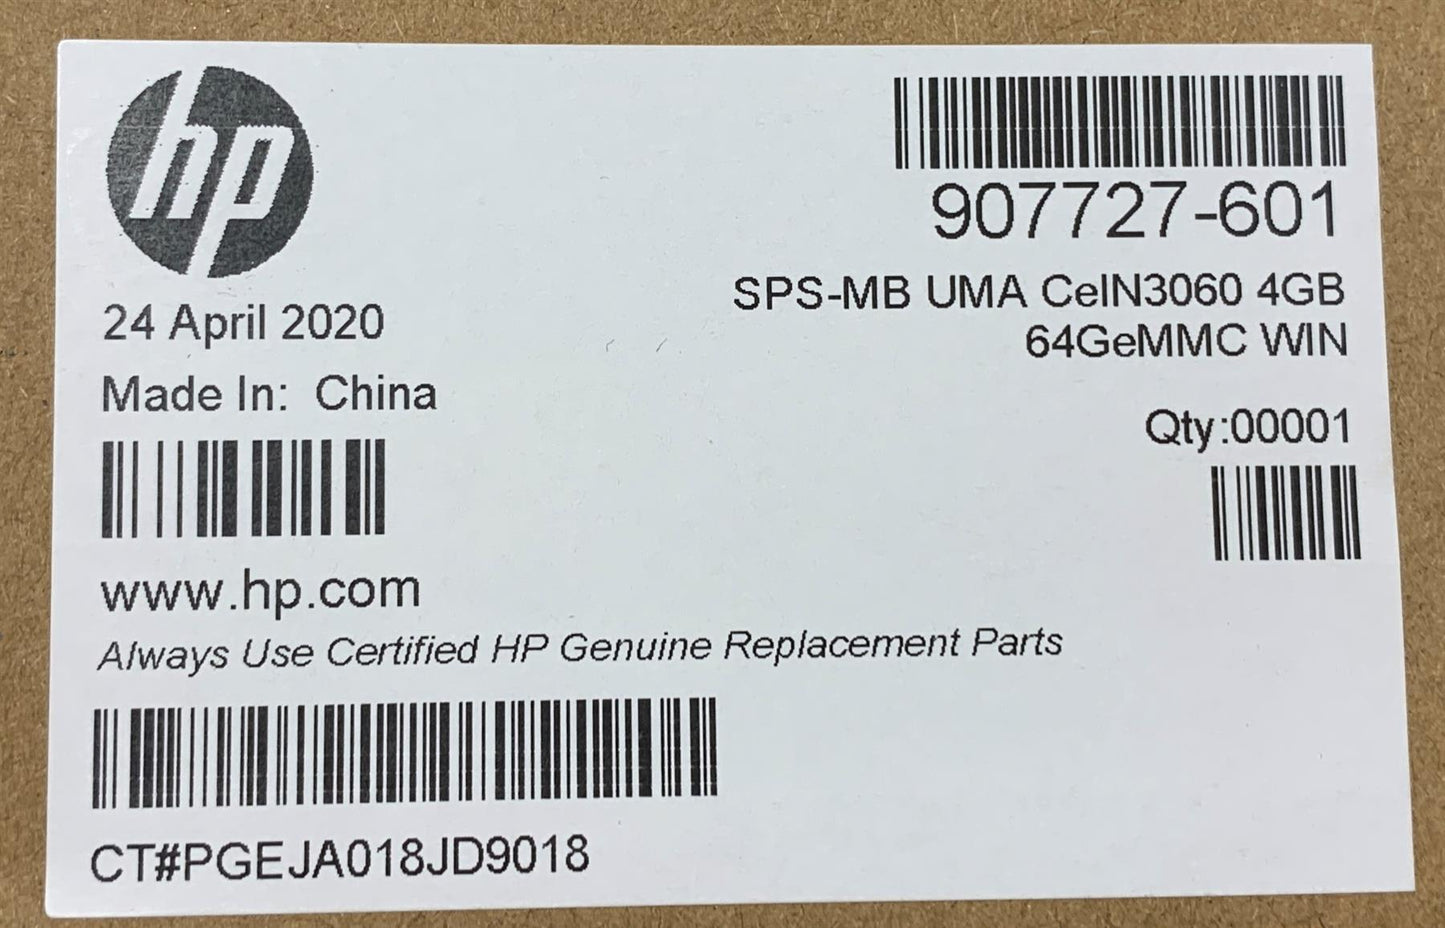 hp
907727-601
SPS-MB UMA CelN3060 4GB
64GeMMC WIN
24 April 2020
Made In: China
Qty:00001
www.hp.com
Always Use Certified HP Genuine Replacement Parts
CT#PGEJA018JD9018